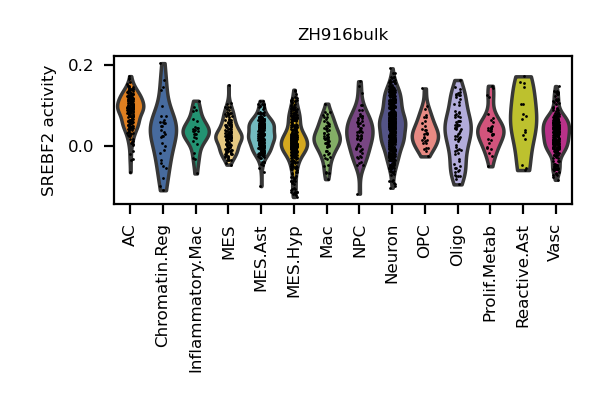 ZH916bulk
SREBF2 activity
0.2
0.0
AC
Chromatin.Reg
Inflammatory.Mac
MES
MES.Ast
MES.Hyp
Mac
NPC
Neuron
OPC
Oligo
Prolif.Metab
Reactive.Ast
Vasc